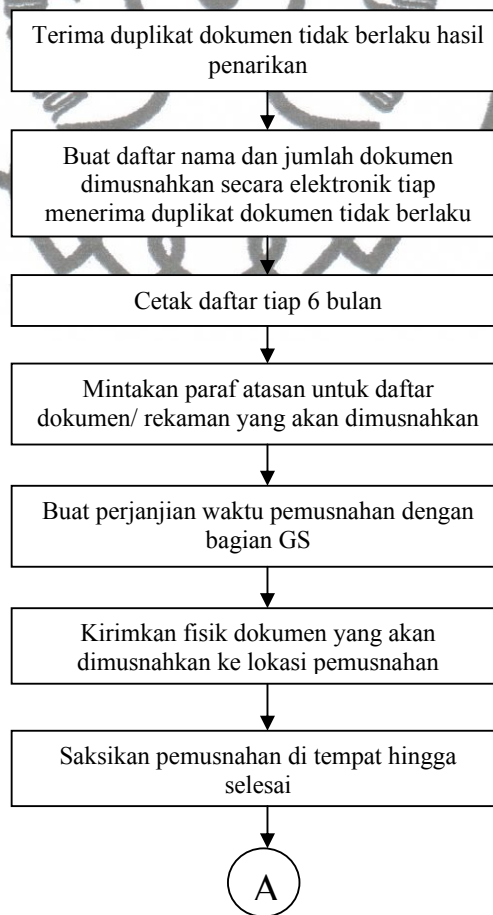 Terima duplikat dokumen tidak berlaku hasil
penarikan
Buat daftar nama dan jumlah dokumen
dimusnahkan secara elektronik tiap
menerima duplikat dokumen tidak berlaku
Cetak daftar tiap 6 bulan
Mintakan paraf atasan untuk daftar
dokumen/ rekaman yang akan dimusnahkan
Buat perjanjian waktu pemusnahan dengan
bagian GS
Kirimkan fisik dokumen yang akan
dimusnahkan ke lokasi pemusnahan
Saksikan pemusnahan di tempat hingga
selesai
A